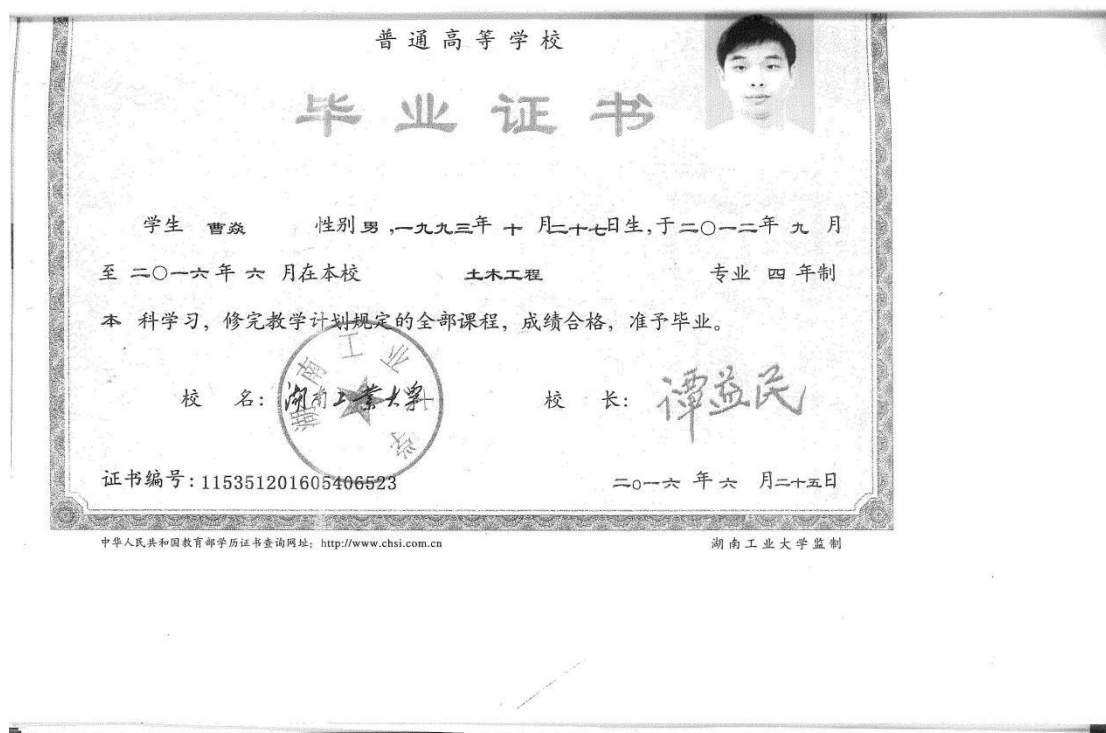 普通高等学校
毕业证书
学生 曹焱 性别 男 ,一九九三年 十 月二十七日生,于二〇一二年 九 月
至 二〇一六年 六 月在本校 土木工程 专业 四 年制
本 科学习，修完教学计划规定的全部课程，成绩合格，准予毕业。
校 名: 湖南工业大学 校 长: 谭益民
湖南工业大学
证书编号: 115351201605406523 二〇一六 年 六 月二十五日
中华人民共和国教育部学历证书查询网址: http://www.chsi.com.cn 湖南工业大学监制